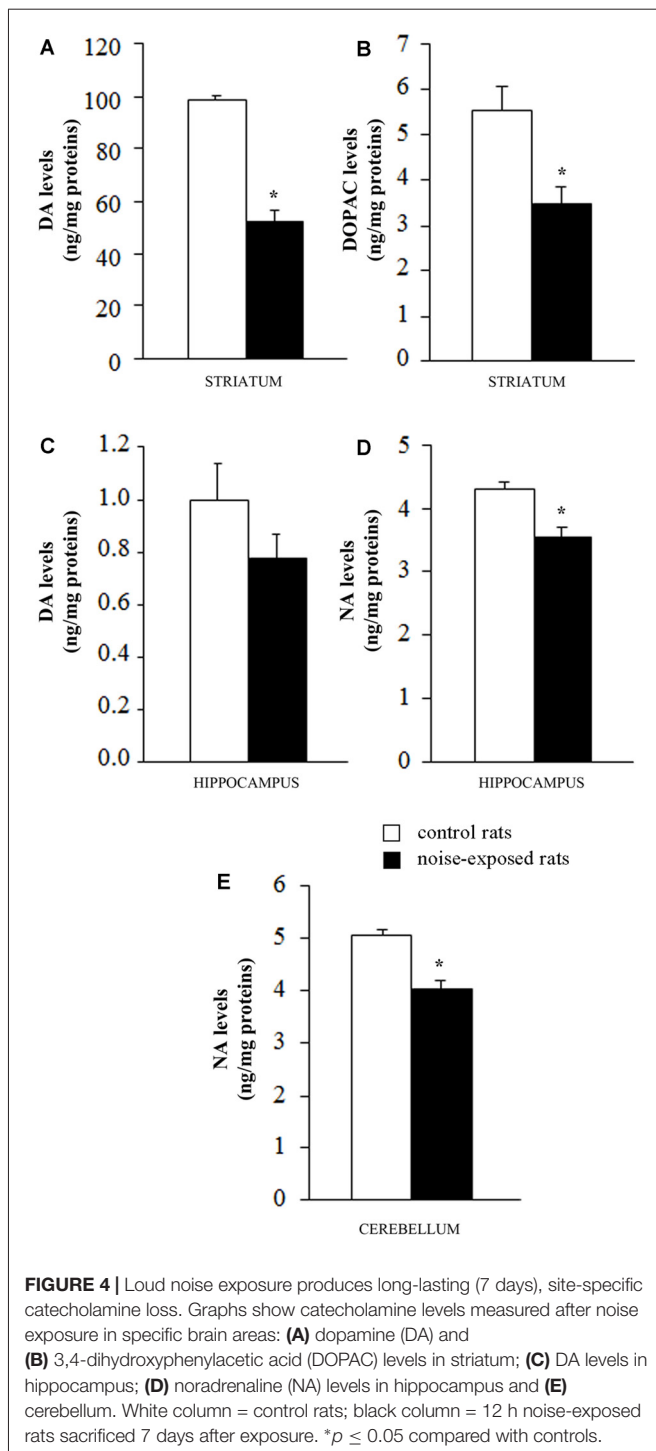 A
DA levels
(ng/mg proteins)
120
100
80
60
40
20
0
*
STRIATUM
B
DOPAC levels
(ng/mg proteins)
7
6
5
4
3
2
1
0
*
STRIATUM
C
DA levels
(ng/mg proteins)
1.2
1.0
0.8
0.6
0.4
0.2
0.0
HIPPOCAMPUS
D
NA levels
(ng/mg proteins)
5
4
3
2
1
0
*
HIPPOCAMPUS
control rats
noise-exposed rats
E
NA levels
(ng/mg proteins)
6
5
4
3
2
1
0
*
CEREBELLUM
FIGURE 4 | Loud noise exposure produces long-lasting (7 days), site-specific
catecholamine loss. Graphs show catecholamine levels measured after noise
exposure in specific brain areas: (A) dopamine (DA) and
(B) 3,4-dihydroxyphenylacetic acid (DOPAC) levels in striatum; (C) DA levels in
hippocampus; (D) noradrenaline (NA) levels in hippocampus and (E)
cerebellum. White column = control rats; black column = 12 h noise-exposed
rats sacrificed 7 days after exposure. *p ≤ 0.05 compared with controls.